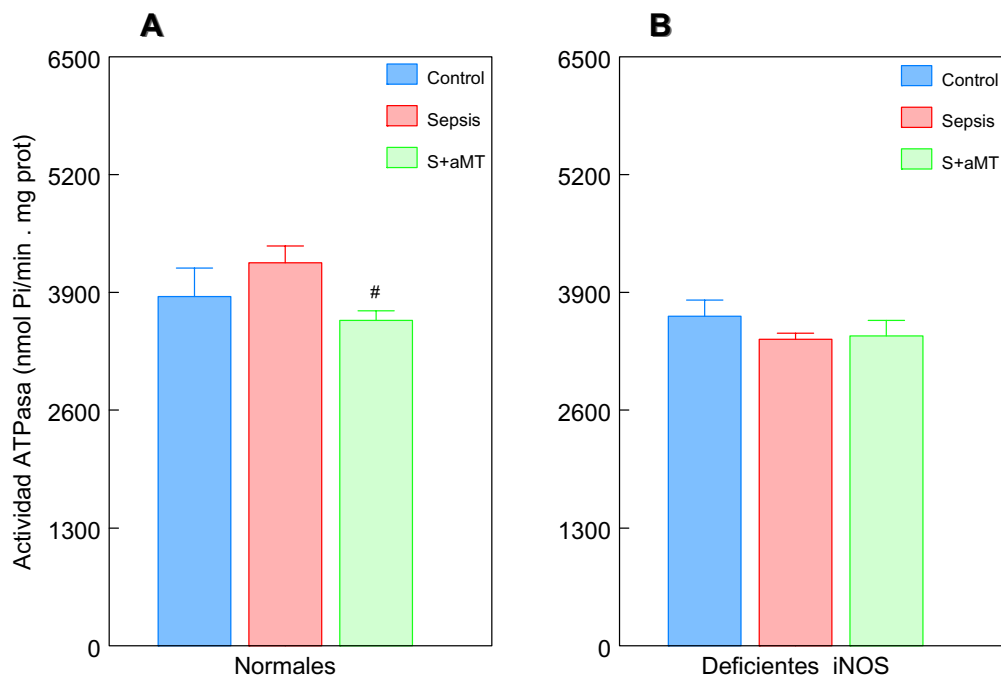 A
Actividad ATPasa (nmol Pi/min . mg prot)
6500
5200
3900
2600
1300
0
Control
Sepsis
S+aMT
#
Normales
B
6500
5200
3900
2600
1300
0
Control
Sepsis
S+aMT
Deficientes iNOS